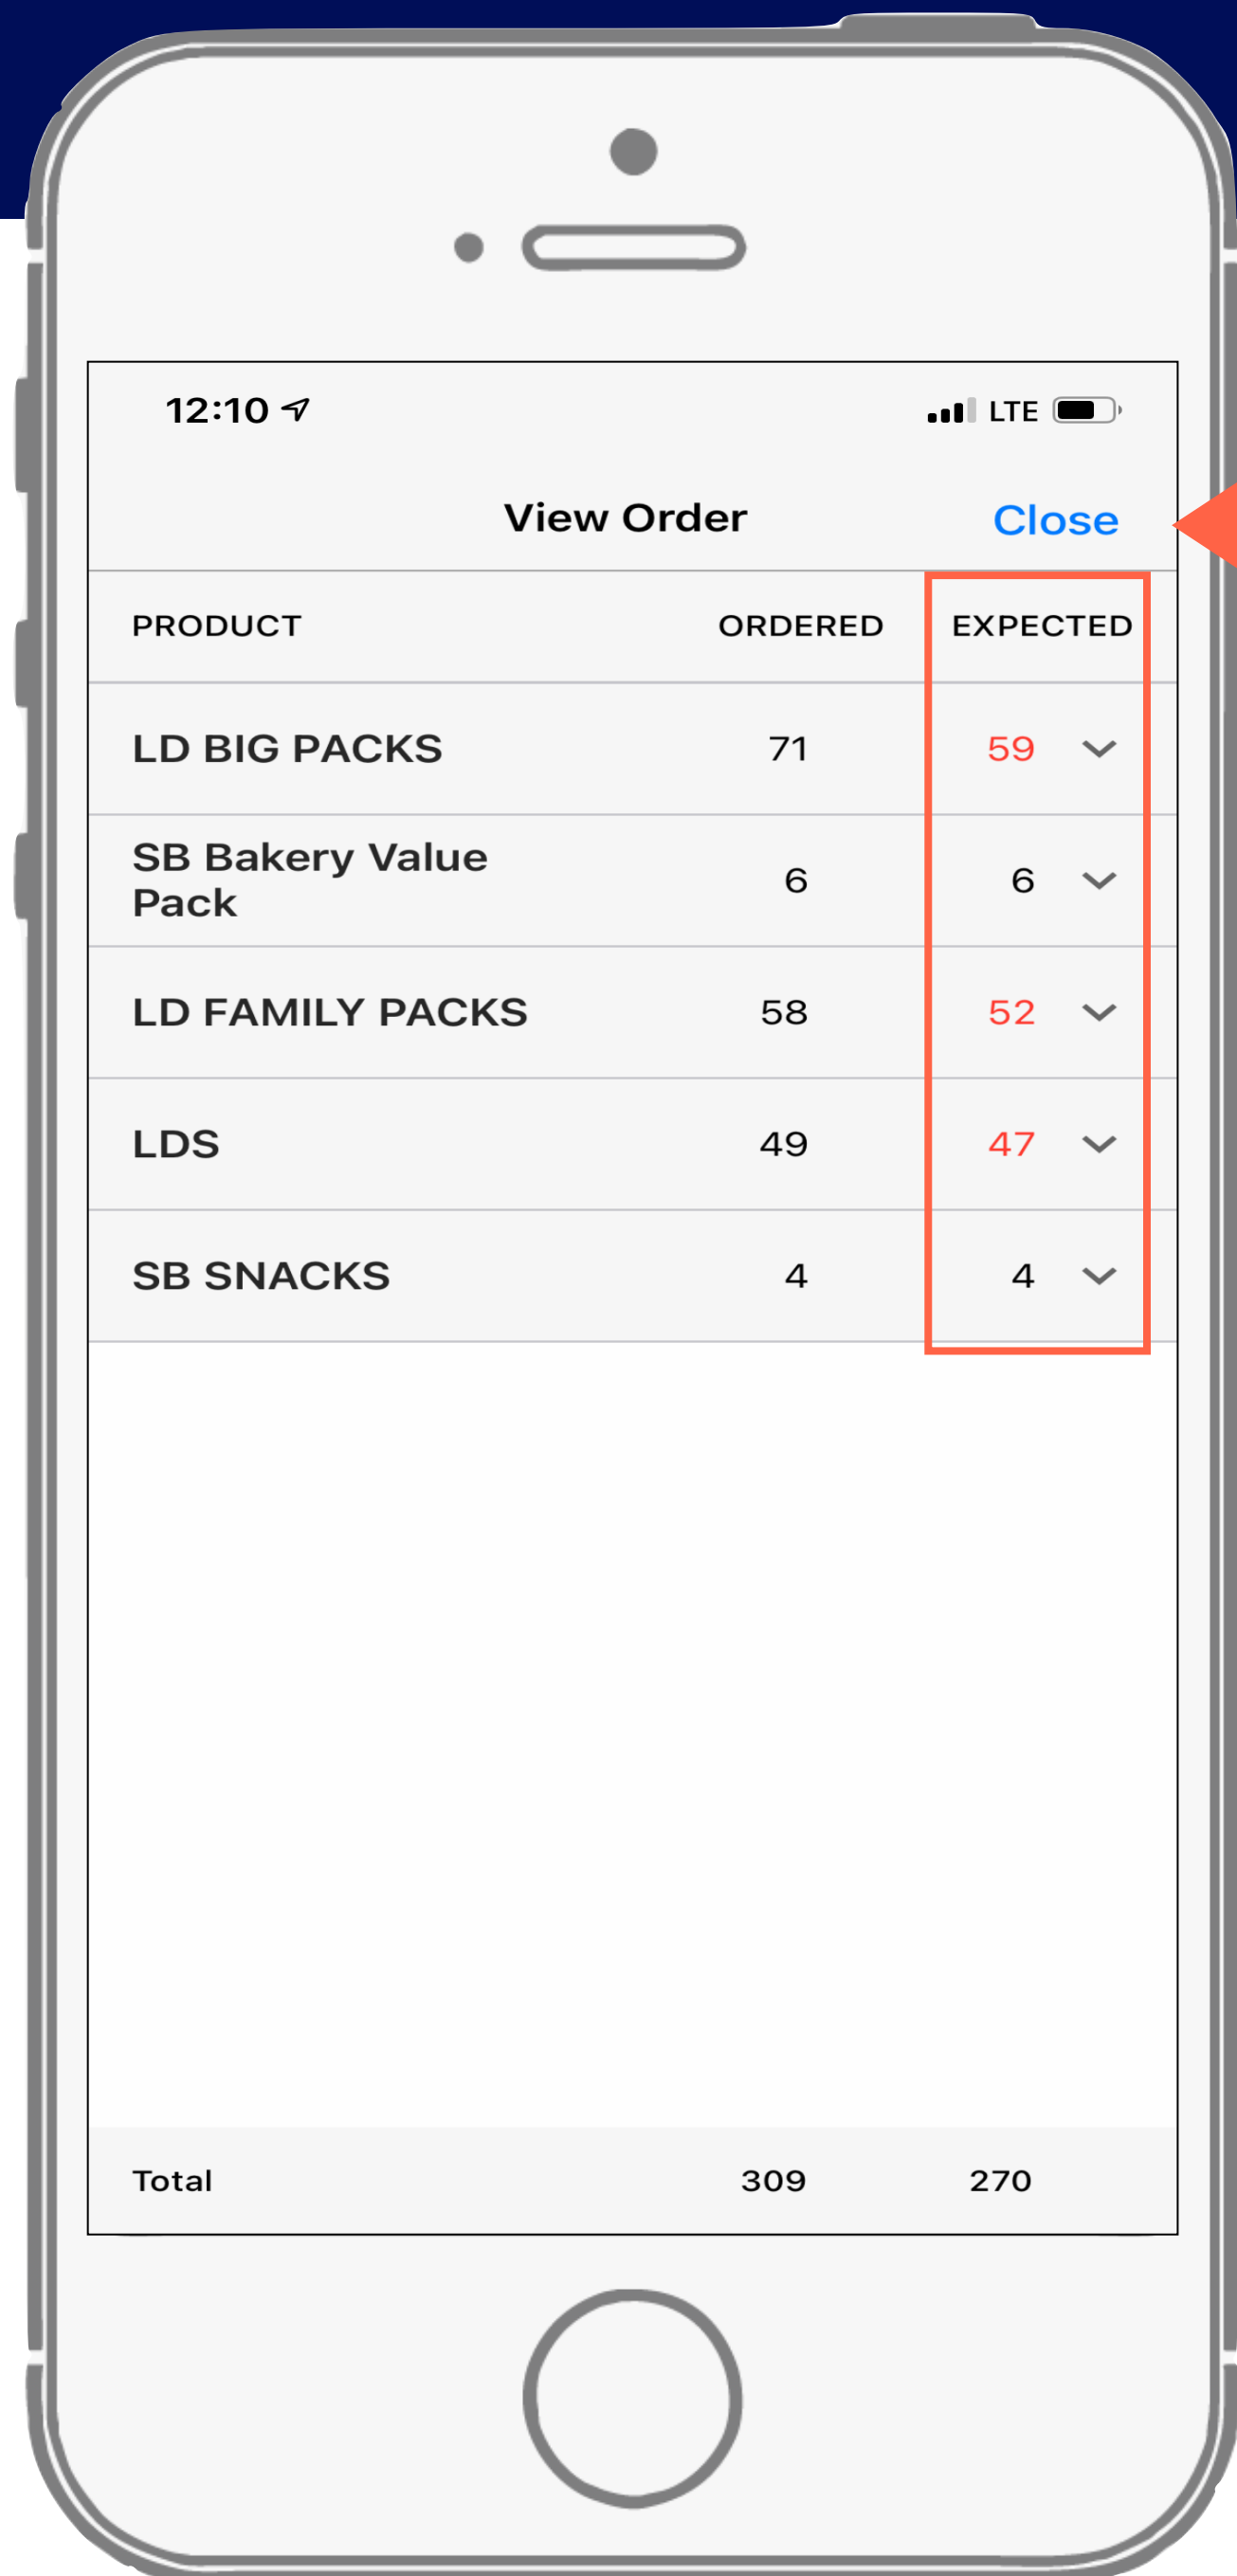 12:10 LTE
View Order Close
PRODUCT ORDERED EXPECTED
LD BIG PACKS 71 59
SB Bakery Value
Pack 6 6
LD FAMILY PACKS 58 52
LDS 49 47
SB SNACKS 4 4
Total 309 270